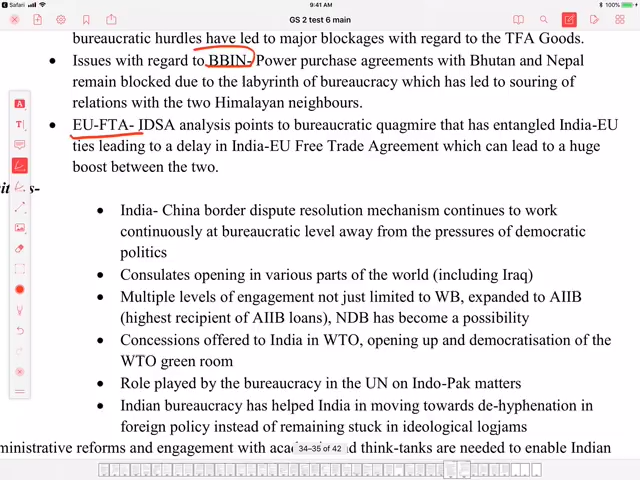 Safari
9:41 AM
100%
GS 2 test 6 main
bureaucratic hurdles have led to major blockages with regard to the TFA Goods.
• Issues with regard to BBIN- Power purchase agreements with Bhutan and Nepal
remain blocked due to the labyrinth of bureaucracy which has led to souring of
relations with the two Himalayan neighbours.
• EU-FTA- IDSA analysis points to bureaucratic quagmire that has entangled India-EU
ties leading to a delay in India-EU Free Trade Agreement which can lead to a huge
boost between the two.
• India- China border dispute resolution mechanism continues to work
continuously at bureaucratic level away from the pressures of democratic
politics
• Consulates opening in various parts of the world (including Iraq)
• Multiple levels of engagement not just limited to WB, expanded to AIIB
(highest recipient of AIIB loans), NDB has become a possibility
• Concessions offered to India in WTO, opening up and democratisation of the
WTO green room
• Role played by the bureaucracy in the UN on Indo-Pak matters
• Indian bureaucracy has helped India in moving towards de-hyphenation in
foreign policy instead of remaining stuck in ideological logjams
ministrative reforms and engagement with think-tanks are needed to enable Indian
34–35 of 42